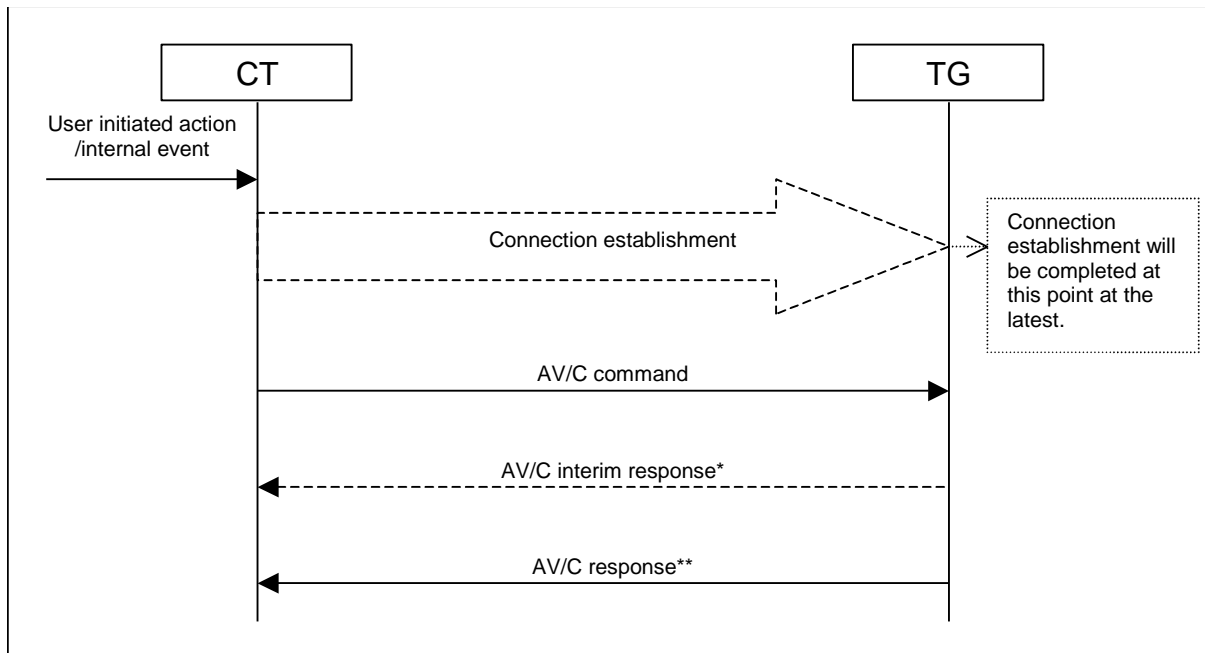 CT
TG
User initiated action
/internal event
Connection establishment
Connection
establishment will
be completed at
this point at the
latest.
AV/C command
AV/C interim response*
AV/C response**